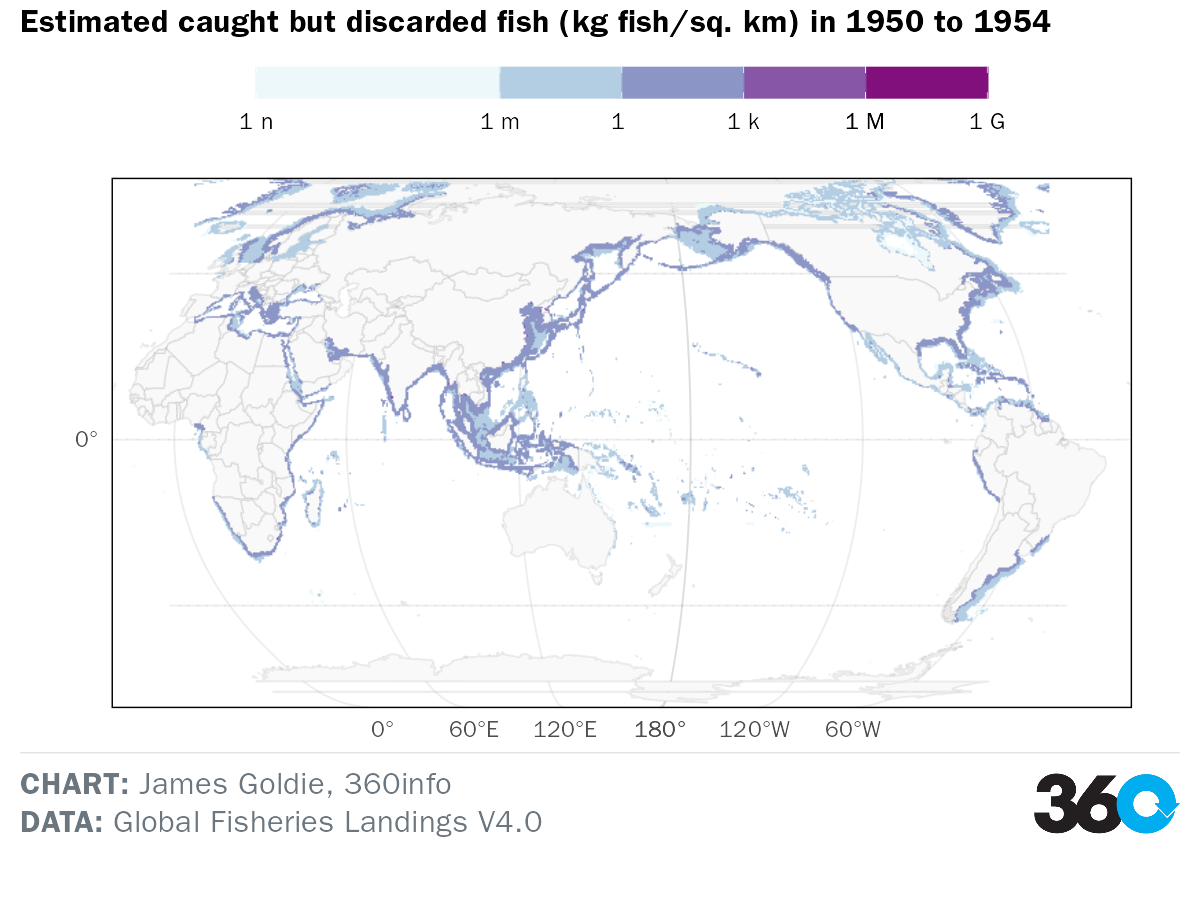 Estimated caught but discarded fish (kg fish/sq. km) in 1950 to 1954
1 n 1 m 1 1 k 1 M 1 G
0°
0° 60°E 120°E 180° 120°W 60°W
CHART: James Goldie, 360info
DATA: Global Fisheries Landings V4.0
360